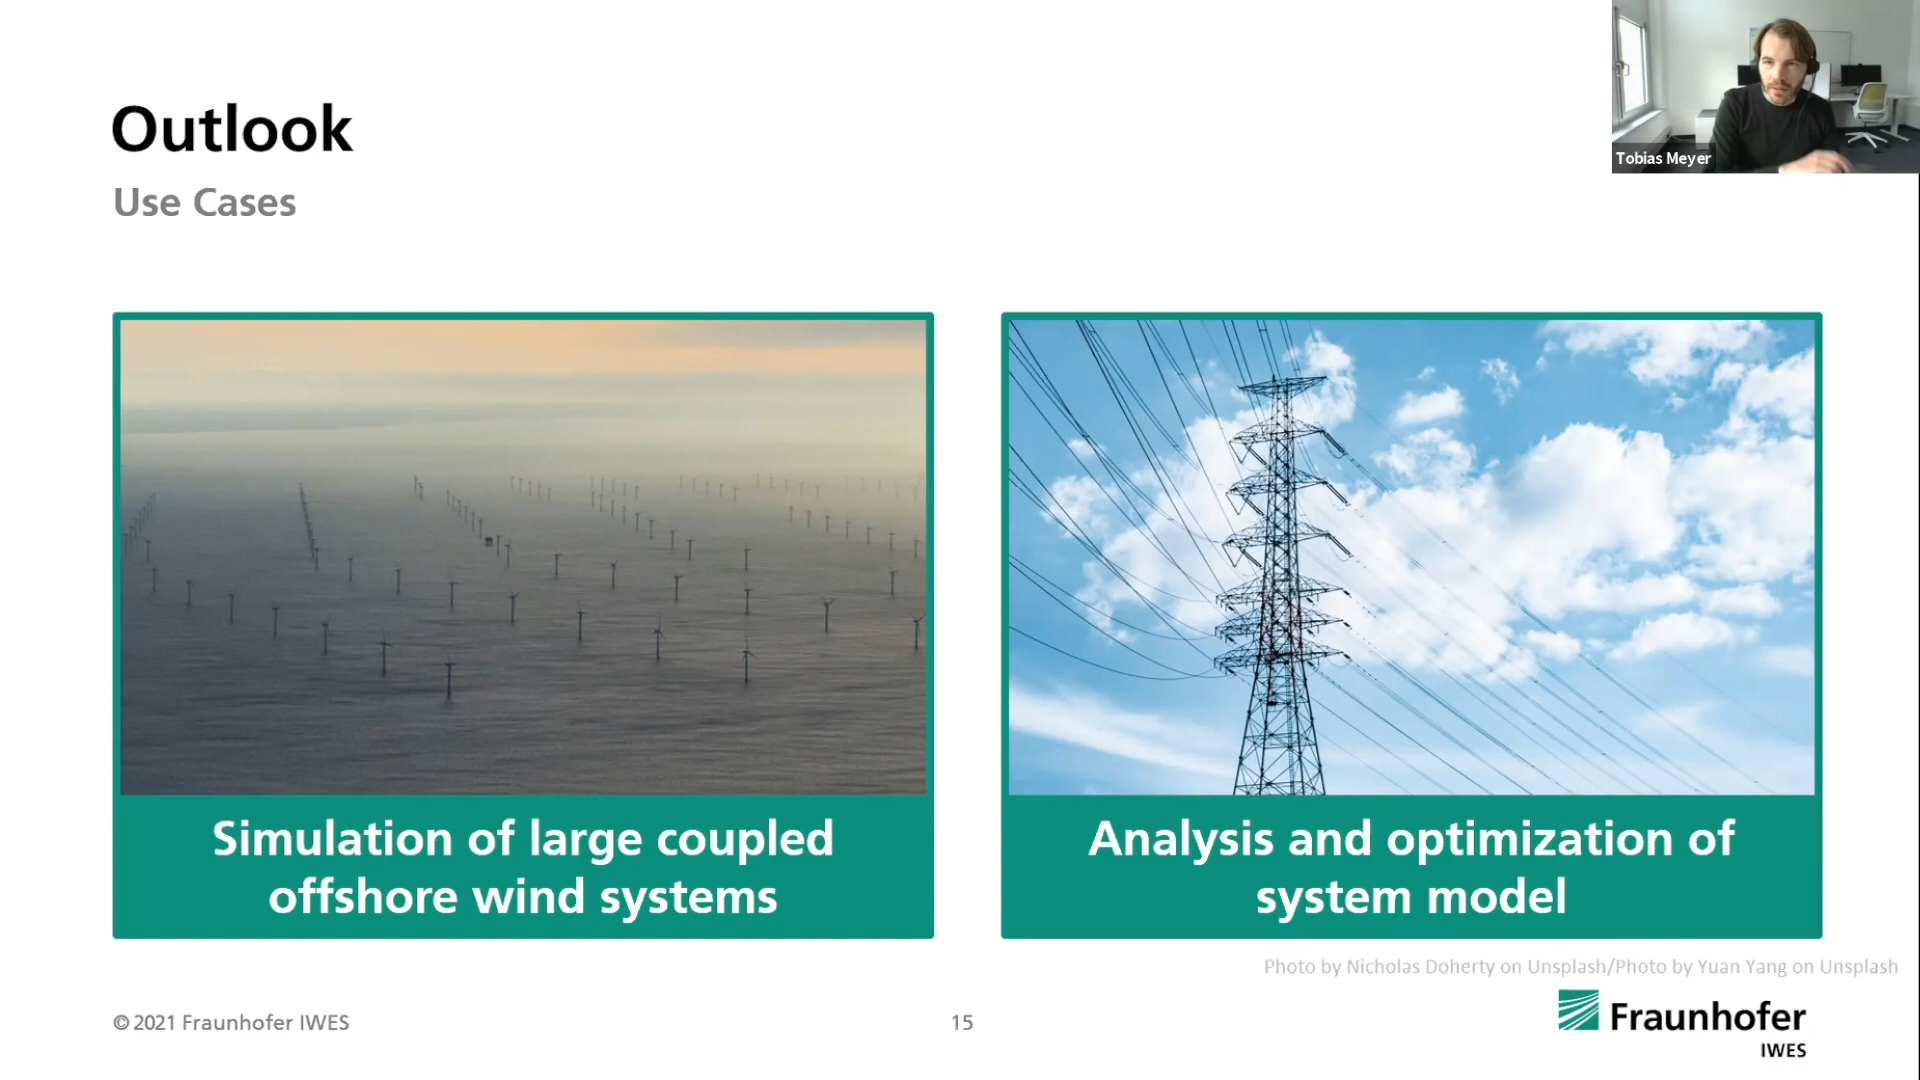 Outlook
Use Cases
Tobias Meyer
Simulation of large coupled
offshore wind systems
Analysis and optimization of
system model
Photo by Nicholas Doherty on Unsplash/Photo by Yuan Yang on Unsplash
© 2021 Fraunhofer IWES
15
Fraunhofer
IWES